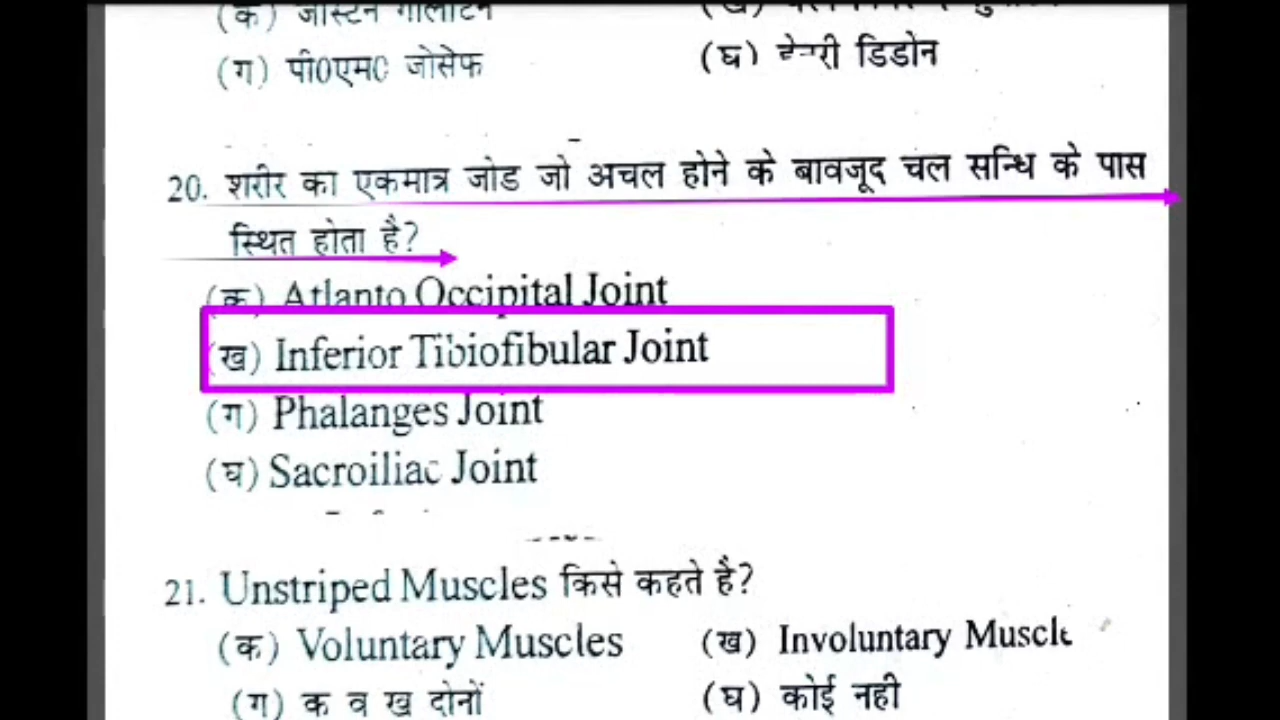 (ग) पी0एम0 जोसेफ (घ) हेनरी डिडोन
20. शरीर का एकमात्र जोड जो अचल होने के बावजूद चल सन्धि के पास
स्थित होता है?
(क) Atlanto Occipital Joint
(ख) Inferior Tibiofibular Joint
(ग) Phalanges Joint
(घ) Sacroiliac Joint
21. Unstriped Muscles किसे कहते है?
(क) Voluntary Muscles (ख) Involuntary Muscle
(ग) क व ख दोनों (घ) कोई नही